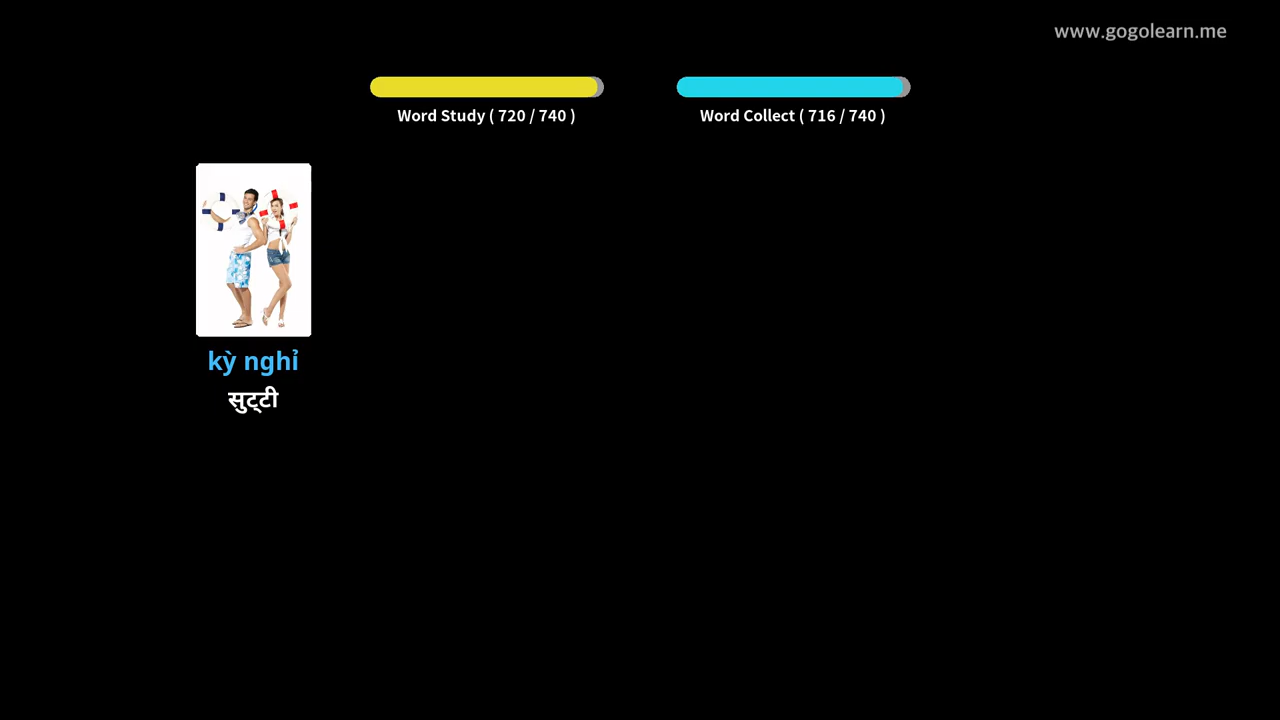 www.gogolearn.me
Word Study ( 720 / 740 )
Word Collect ( 716 / 740 )
kỳ nghỉ
सुट्टी